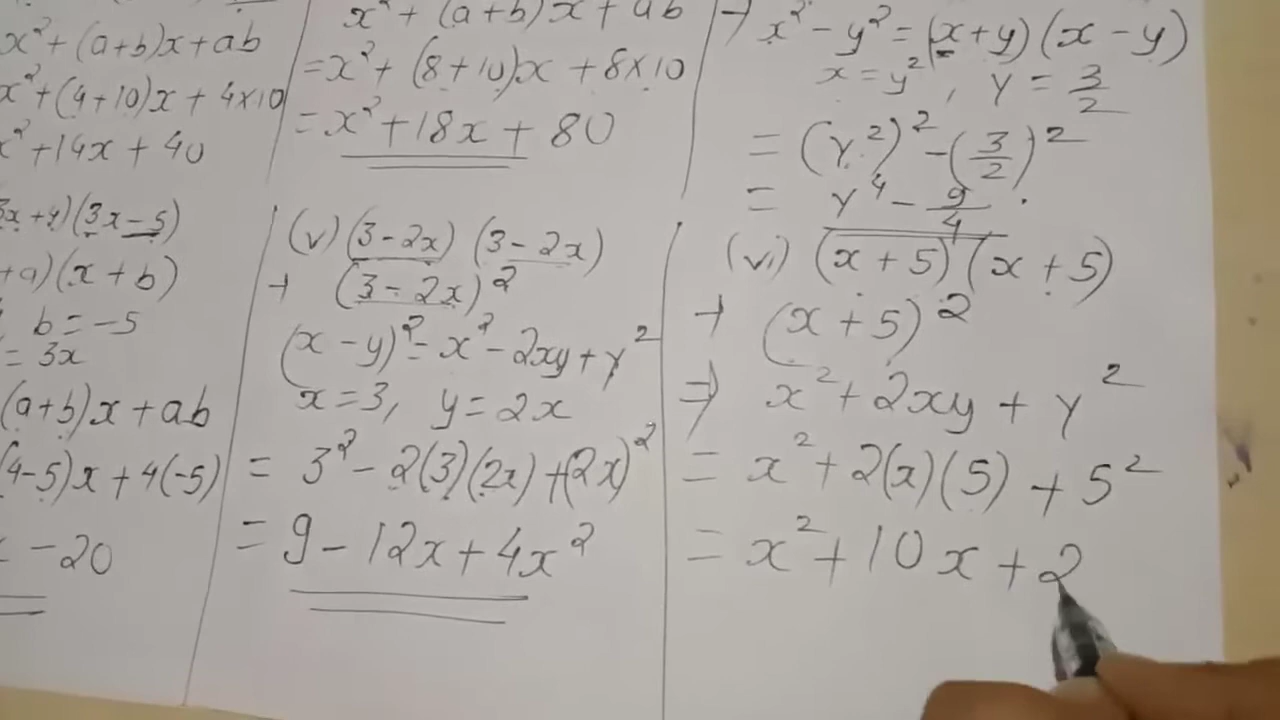 x² + (a+b)x + ab
x² + (4+10)x + 4×10
x² + 14x + 40
3x+4)(3x-5)
+a)(x+b)
b = -5
= 3x
(a+b)x + ab
(4-5)x + 4(-5)
-20
x² + (a+b)x + ab
= x² + (8+10)x + 8×10
= x² + 18x + 80
(v) (3-2x) (3-2x)
→ (3-2x)²
(x-y)² = x² - 2xy + y²
x = 3, y = 2x
= 3² - 2(3)(2x) + (2x)²
= 9 - 12x + 4x²
→ x² - y² = (x+y)(x-y)
x = y², y = 3/2
= (y²)² - (3/2)²
= y⁴ - 9/4.
(vi) (x+5)(x+5)
→ (x+5)²
⇒ x² + 2xy + y²
= x² + 2(x)(5) + 5²
= x² + 10x + 2